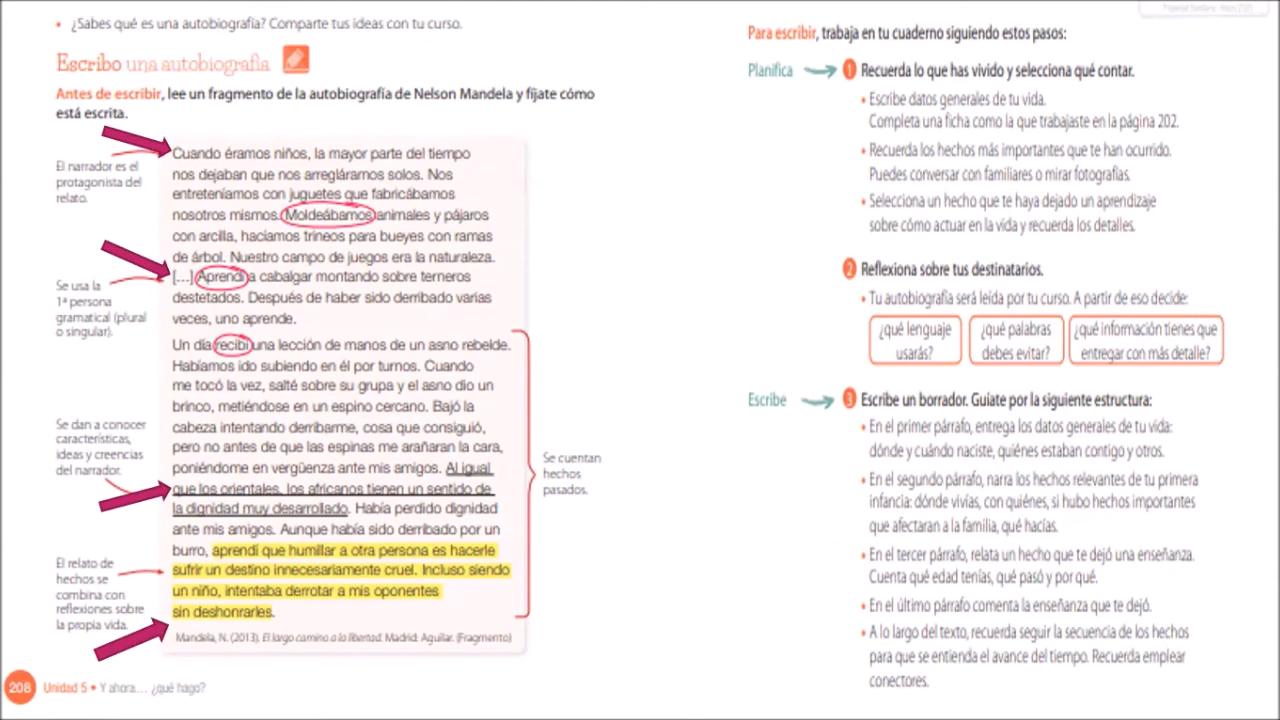 • ¿Sabes qué es una autobiografía? Comparte tus ideas con tu curso.
Escribo una autobiografía
Antes de escribir, lee un fragmento de la autobiografía de Nelson Mandela y fíjate cómo
está escrita.
El narrador es el
protagonista del
relato.
Se usa la
1ª persona
gramatical (plural
o singular).
Se dan a conocer
características,
ideas y creencias
del narrador.
El relato de
hechos se
combina con
reflexiones sobre
la propia vida.
Cuando éramos niños, la mayor parte del tiempo
nos dejaban que nos arregláramos solos. Nos
entreteníamos con juguetes que fabricábamos
nosotros mismos. Moldeábamos animales y pájaros
con arcilla, hacíamos trineos para bueyes con ramas
de árbol. Nuestro campo de juegos era la naturaleza.
[...] Aprendí a cabalgar montando sobre terneros
destetados. Después de haber sido derribado varias
veces, uno aprende.
Un día recibí una lección de manos de un asno rebelde.
Habíamos ido subiendo en él por turnos. Cuando
me tocó la vez, salté sobre su grupa y el asno dio un
brinco, metiéndose en un espino cercano. Bajó la
cabeza intentando derribarme, cosa que consiguió,
pero no antes de que las espinas me arañaran la cara,
poniéndome en vergüenza ante mis amigos. Al igual
que los orientales, los africanos tienen un sentido de
la dignidad muy desarrollado. Había perdido dignidad
ante mis amigos. Aunque había sido derribado por un
burro, aprendí que humillar a otra persona es hacerle
sufrir un destino innecesariamente cruel. Incluso siendo
un niño, intentaba derrotar a mis oponentes
sin deshonrarles.
Mandela, N. (2013). El largo camino a la libertad. Madrid: Aguilar. (Fragmento)
Se cuentan
hechos
pasados.
208 Unidad 5 • Y ahora... ¿qué hago?
Para escribir, trabaja en tu cuaderno siguiendo estos pasos:
Planifica
1 Recuerda lo que has vivido y selecciona qué contar.
• Escribe datos generales de tu vida.
Completa una ficha como la que trabajaste en la página 202.
• Recuerda los hechos más importantes que te han ocurrido.
Puedes conversar con familiares o mirar fotografías.
• Selecciona un hecho que te haya dejado un aprendizaje
sobre cómo actuar en la vida y recuerda los detalles.
2 Reflexiona sobre tus destinatarios.
• Tu autobiografía será leída por tu curso. A partir de eso decide:
¿qué lenguaje
usarás?
¿qué palabras
debes evitar?
¿qué información tienes que
entregar con más detalle?
Escribe
3 Escribe un borrador. Guíate por la siguiente estructura:
• En el primer párrafo, entrega los datos generales de tu vida:
dónde y cuándo naciste, quiénes estaban contigo y otros.
• En el segundo párrafo, narra los hechos relevantes de tu primera
infancia: dónde vivías, con quiénes, si hubo hechos importantes
que afectaran a la familia, qué hacías.
• En el tercer párrafo, relata un hecho que te dejó una enseñanza.
Cuenta qué edad tenías, qué pasó y por qué.
• En el último párrafo comenta la enseñanza que te dejó.
• A lo largo del texto, recuerda seguir la secuencia de los hechos
para que se entienda el avance del tiempo. Recuerda emplear
conectores.